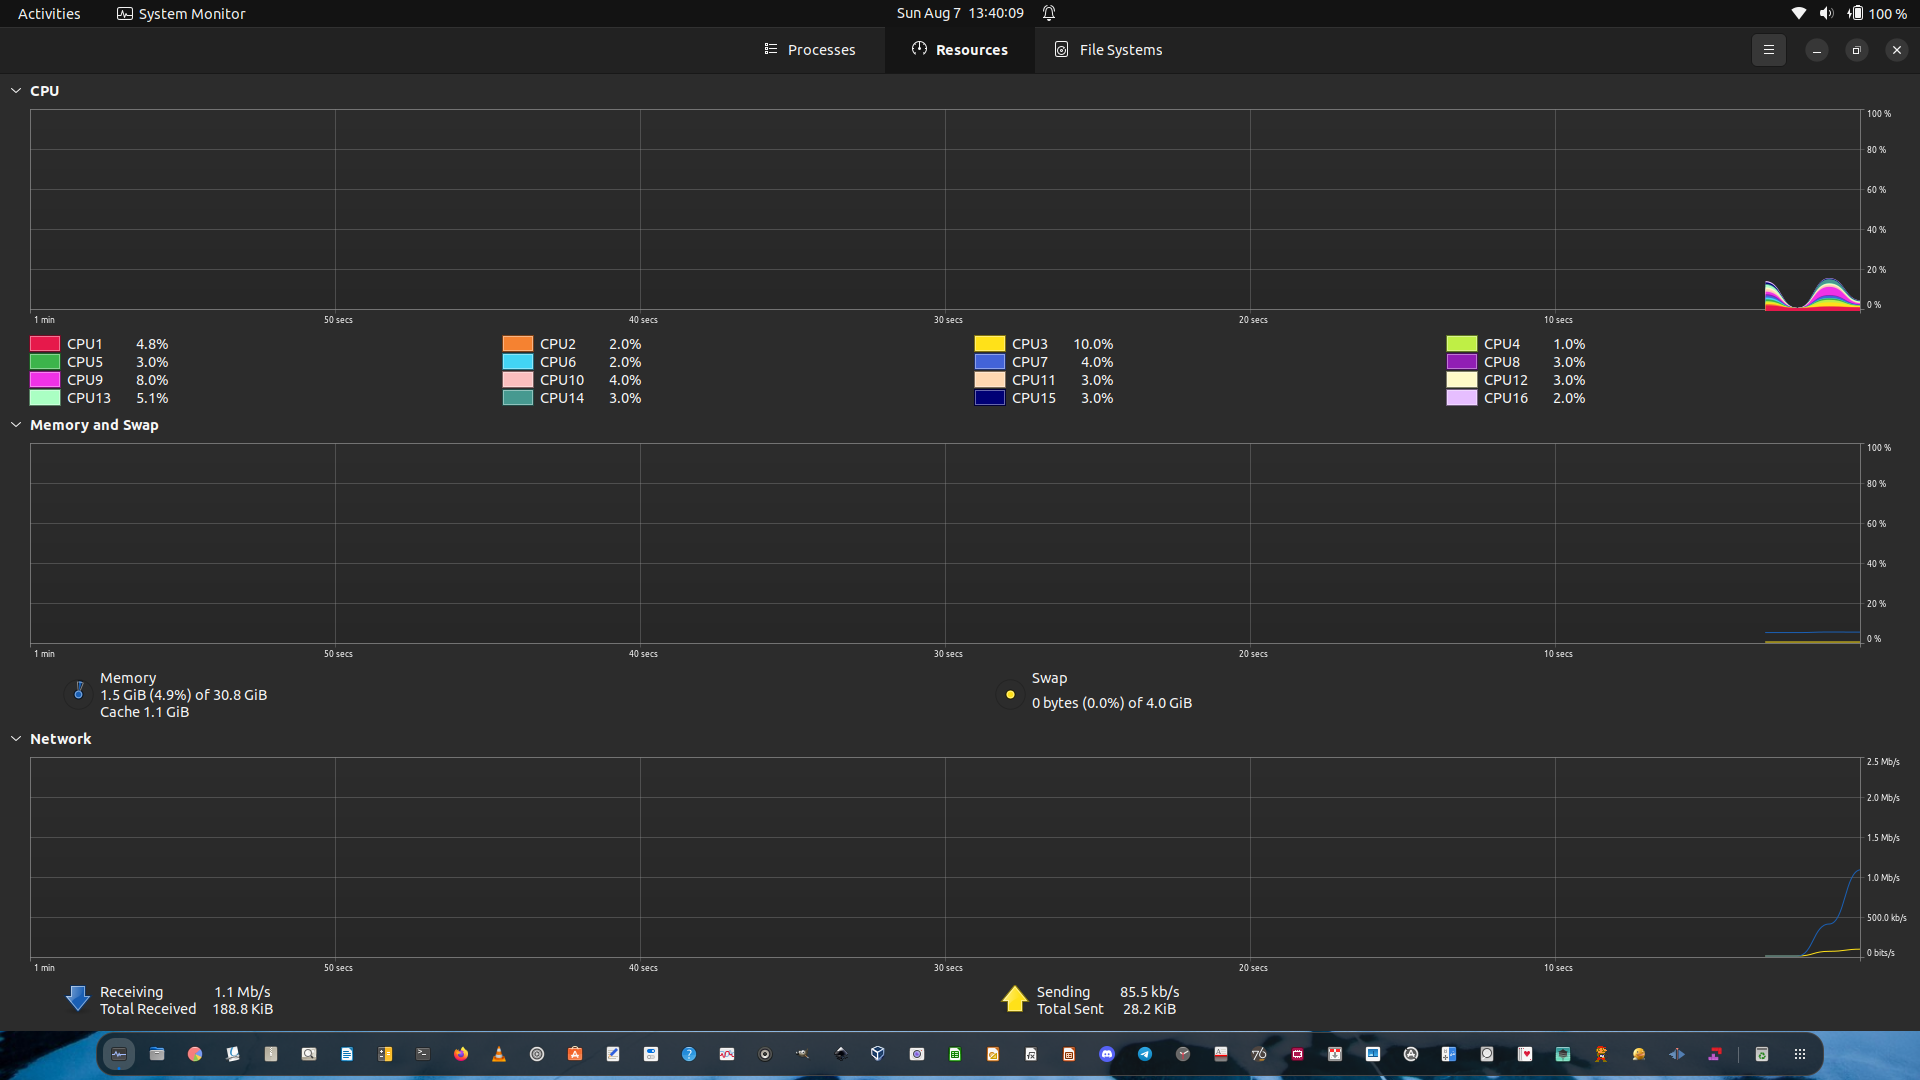 Activities System Monitor Sun Aug 7 13:40:09 100 %
Processes Resources File Systems
CPU
100 %
80 %
60 %
40 %
20 %
0 %
1 min 50 secs 40 secs 30 secs 20 secs 10 secs
CPU1 4.8% CPU2 2.0% CPU3 10.0% CPU4 1.0%
CPU5 3.0% CPU6 2.0% CPU7 4.0% CPU8 3.0%
CPU9 8.0% CPU10 4.0% CPU11 3.0% CPU12 3.0%
CPU13 5.1% CPU14 3.0% CPU15 3.0% CPU16 2.0%
Memory and Swap
100 %
80 %
60 %
40 %
20 %
0 %
1 min 50 secs 40 secs 30 secs 20 secs 10 secs
Memory
1.5 GiB (4.9%) of 30.8 GiB
Cache 1.1 GiB
Swap
0 bytes (0.0%) of 4.0 GiB
Network
2.5 Mb/s
2.0 Mb/s
1.5 Mb/s
1.0 Mb/s
500.0 kb/s
0 bits/s
1 min 50 secs 40 secs 30 secs 20 secs 10 secs
Receiving 1.1 Mb/s
Total Received 188.8 KiB
Sending 85.5 kb/s
Total Sent 28.2 KiB
76